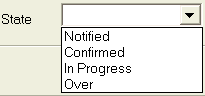 State
Notified
Confirmed
In Progress
Over